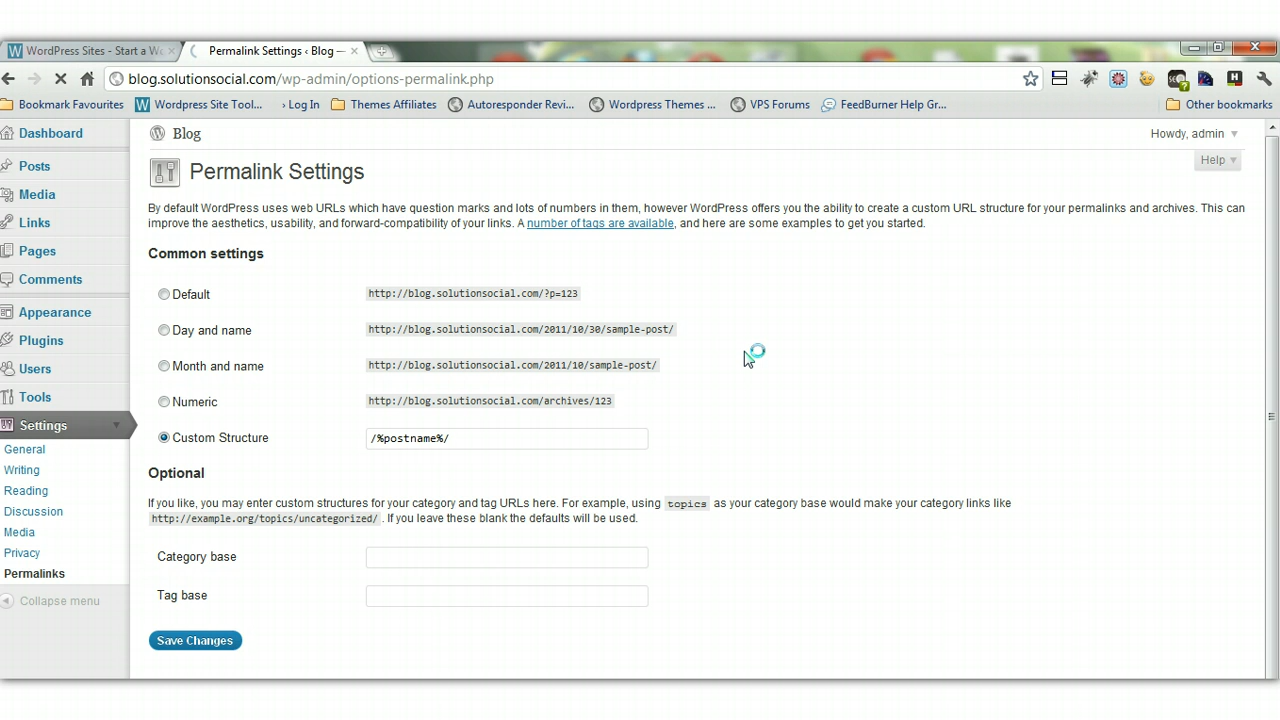 WordPress Sites - Start a Wo
Permalink Settings ‹ Blog —
blog.solutionsocial.com/wp-admin/options-permalink.php
Bookmark Favourites
Wordpress Site Tool...
› Log In
Themes Affiliates
Autoresponder Revi...
Wordpress Themes ...
VPS Forums
FeedBurner Help Gr...
Other bookmarks
Dashboard
Posts
Media
Links
Pages
Comments
Appearance
Plugins
Users
Tools
Settings
General
Writing
Reading
Discussion
Media
Privacy
Permalinks
Collapse menu
Blog
Howdy, admin
Help
Permalink Settings
By default WordPress uses web URLs which have question marks and lots of numbers in them, however WordPress offers you the ability to create a custom URL structure for your permalinks and archives. This can
improve the aesthetics, usability, and forward-compatibility of your links. A number of tags are available, and here are some examples to get you started.
Common settings
Default http://blog.solutionsocial.com/?p=123
Day and name http://blog.solutionsocial.com/2011/10/30/sample-post/
Month and name http://blog.solutionsocial.com/2011/10/sample-post/
Numeric http://blog.solutionsocial.com/archives/123
Custom Structure /%postname%/
Optional
If you like, you may enter custom structures for your category and tag URLs here. For example, using topics as your category base would make your category links like
http://example.org/topics/uncategorized/ . If you leave these blank the defaults will be used.
Category base
Tag base
Save Changes